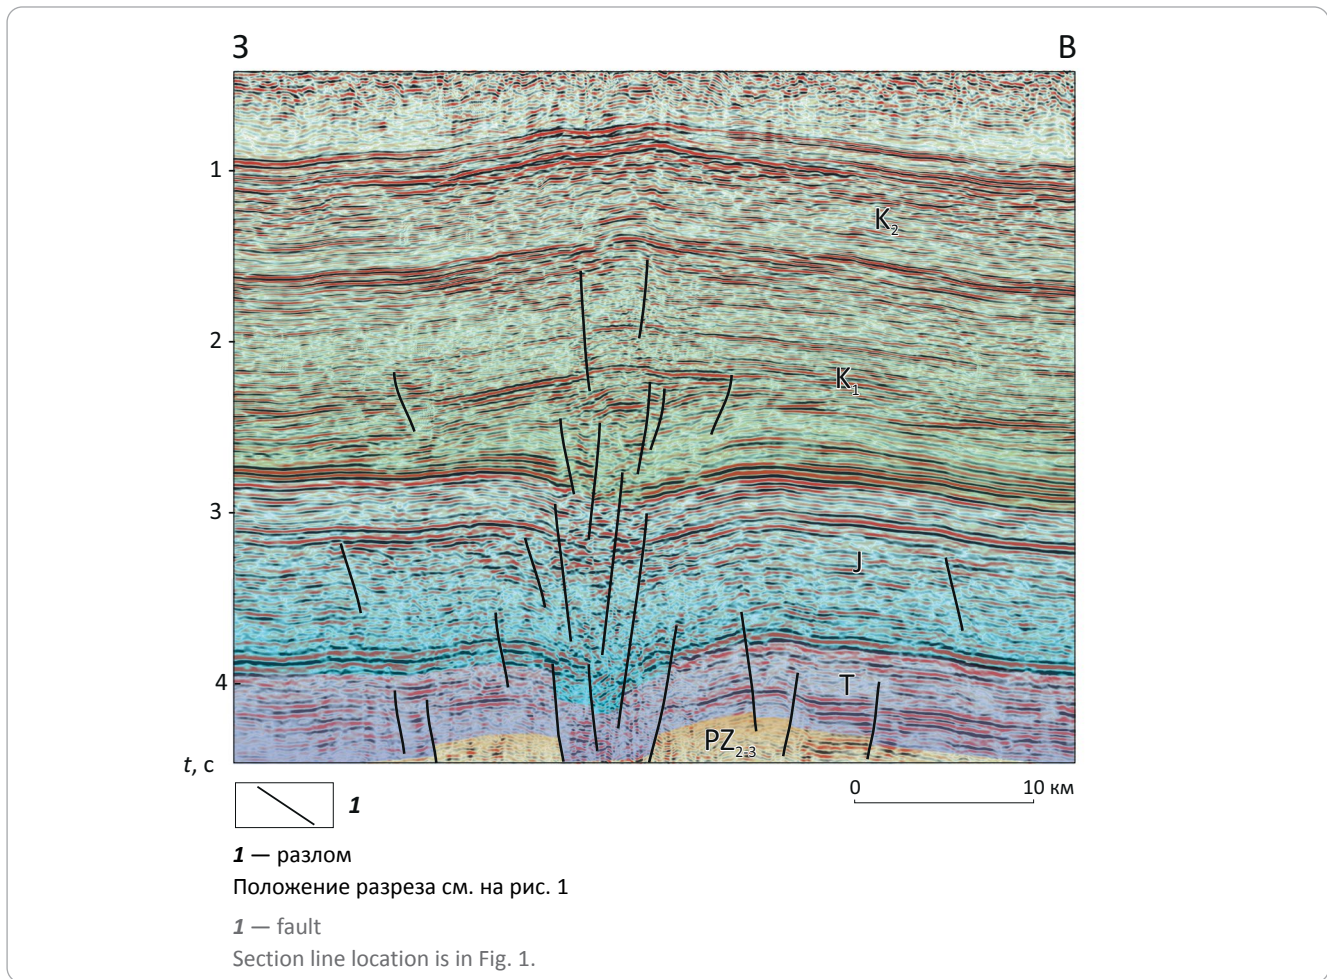 З В
1
K2
2
K1
3
J
4
T
PZ2-3
t, с
0 10 км
1
1 — разлом
Положение разреза см. на рис. 1
1 — fault
Section line location is in Fig. 1.